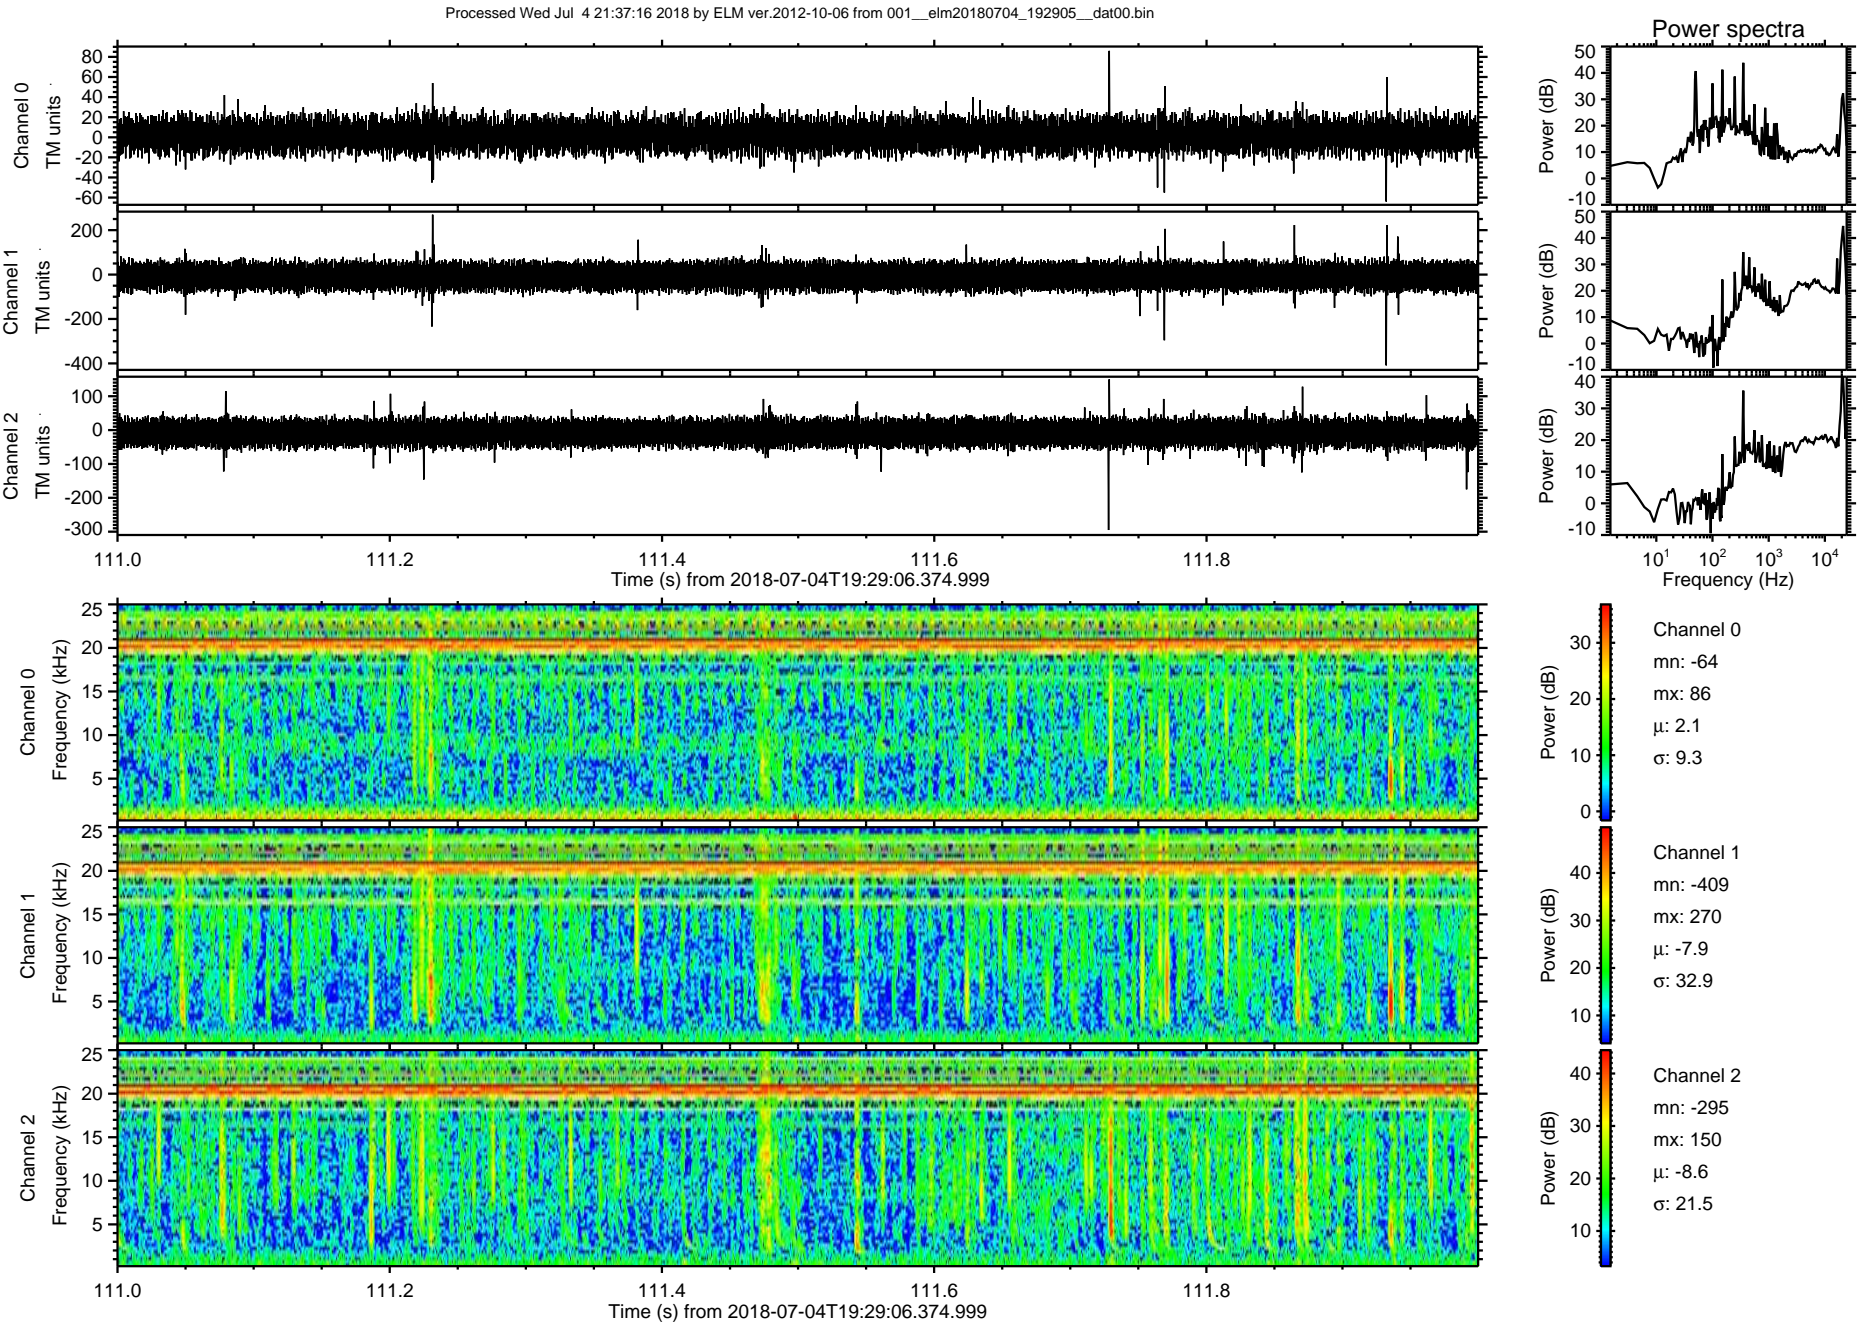 Processed Wed Jul  4 21:37:16 2018 by ELM ver.2012-10-06 from 001__elm20180704_192905__dat00.bin
Power spectra
Channel 0
TM units
80
60
40
20
0
-20
-40
-60
Power (dB)
50
40
30
20
10
0
-10
Channel 1
TM units
200
0
-200
-400
Power (dB)
50
40
30
20
10
0
-10
Channel 2
TM units
100
0
-100
-200
-300
Power (dB)
40
30
20
10
0
-10
111.0 111.2 111.4 111.6 111.8
Time (s) from 2018-07-04T19:29:06.374.999
10¹ 10² 10³ 10⁴
Frequency (Hz)
Channel 0
Frequency (kHz)
25
20
15
10
5
Power (dB)
30
20
10
0
Channel 0
mn: -64
mx: 86
μ: 2.1
σ: 9.3
Channel 1
Frequency (kHz)
25
20
15
10
5
Power (dB)
40
30
20
10
Channel 1
mn: -409
mx: 270
μ: -7.9
σ: 32.9
Channel 2
Frequency (kHz)
25
20
15
10
5
Power (dB)
40
30
20
10
Channel 2
mn: -295
mx: 150
μ: -8.6
σ: 21.5
111.0 111.2 111.4 111.6 111.8
Time (s) from 2018-07-04T19:29:06.374.999